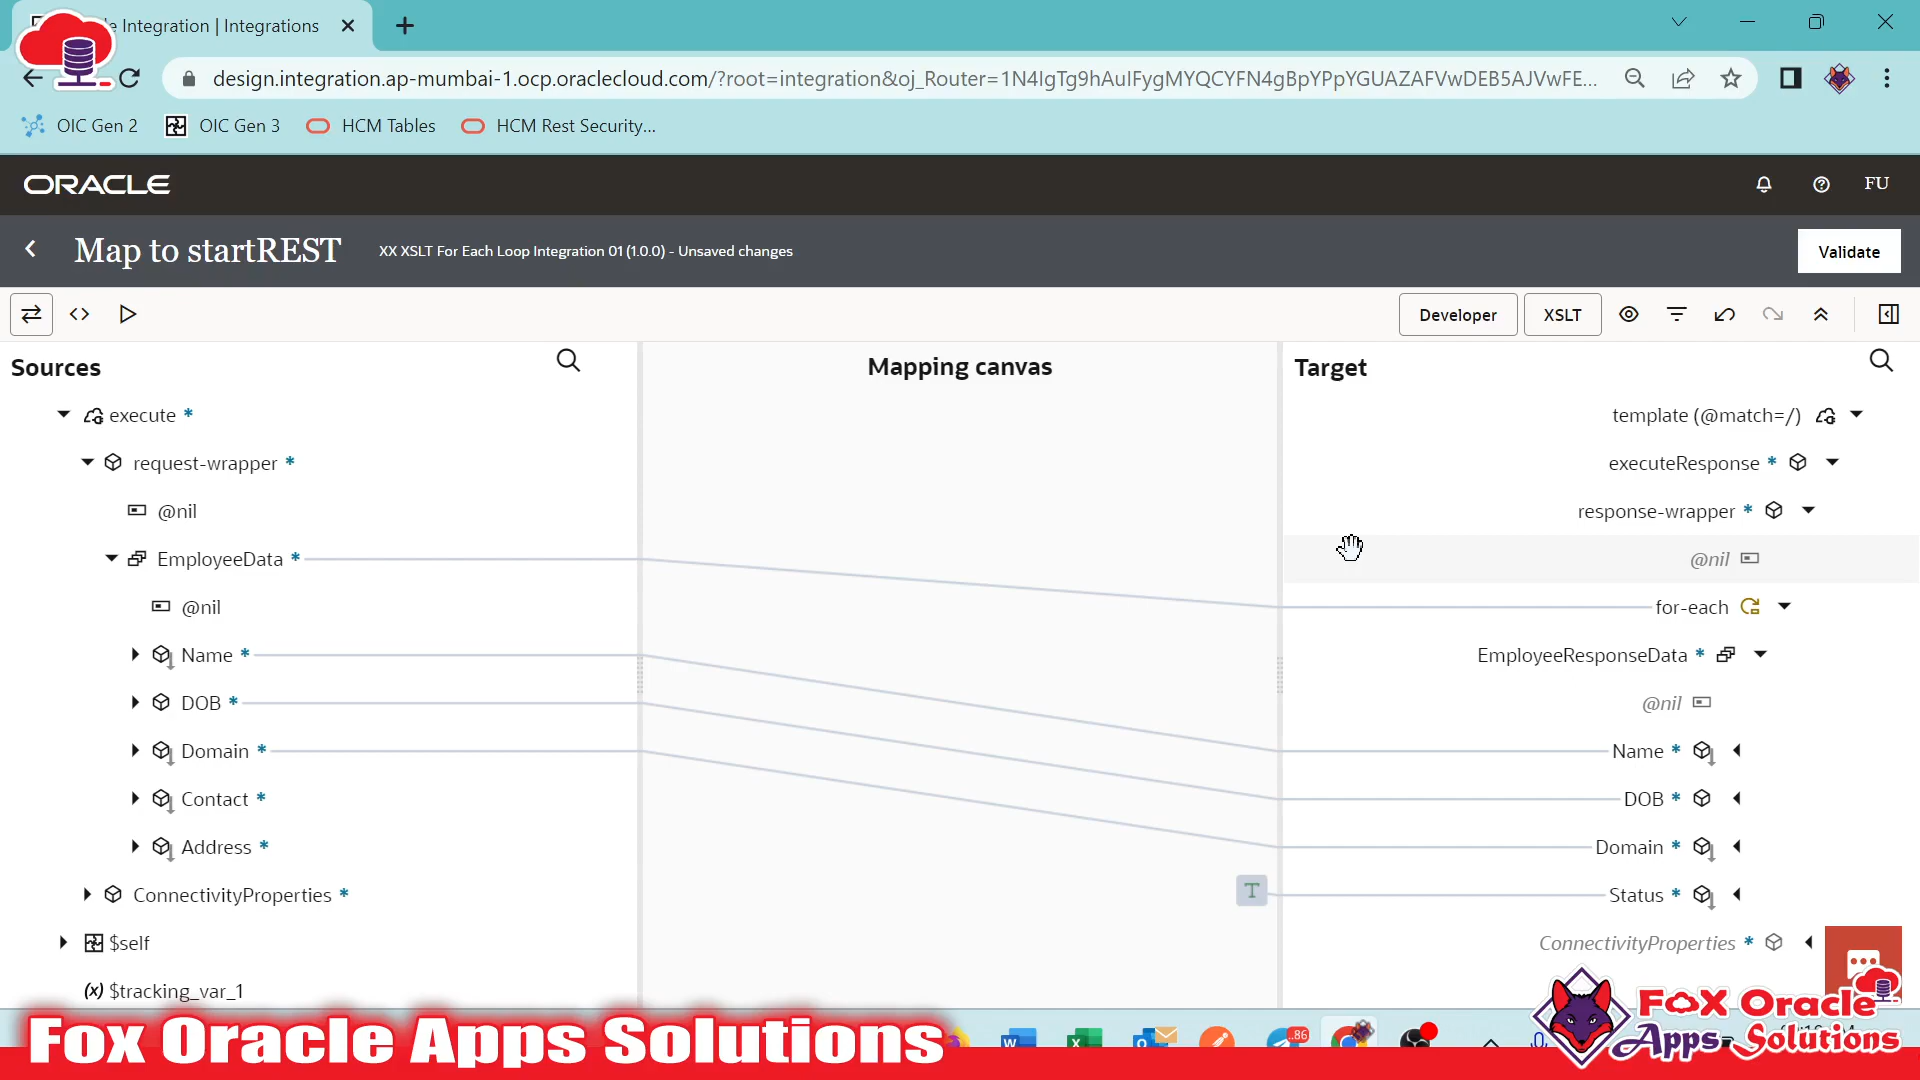 e Integration | Integrations
design.integration.ap-mumbai-1.ocp.oraclecloud.com/?root=integration&oj_Router=1N4IgTg9hAuIFygMYQCYFN4gBpYPpYGUAZAFVwDEB5AJVwFE...
OIC Gen 2
OIC Gen 3
HCM Tables
HCM Rest Security...
ORACLE
FU
Map to startREST
XX XSLT For Each Loop Integration 01 (1.0.0) - Unsaved changes
Validate
Developer
XSLT
Sources
Mapping canvas
Target
execute *
template (@match=/)
request-wrapper *
executeResponse *
@nil
response-wrapper *
EmployeeData *
@nil
@nil
for-each
Name *
EmployeeResponseData *
DOB *
@nil
Domain *
Name *
Contact *
DOB *
Address *
Domain *
T
ConnectivityProperties *
Status *
$self
ConnectivityProperties *
(x) $tracking_var_1
Fox Oracle Apps Solutions
86
Fox Oracle
Apps Solutions